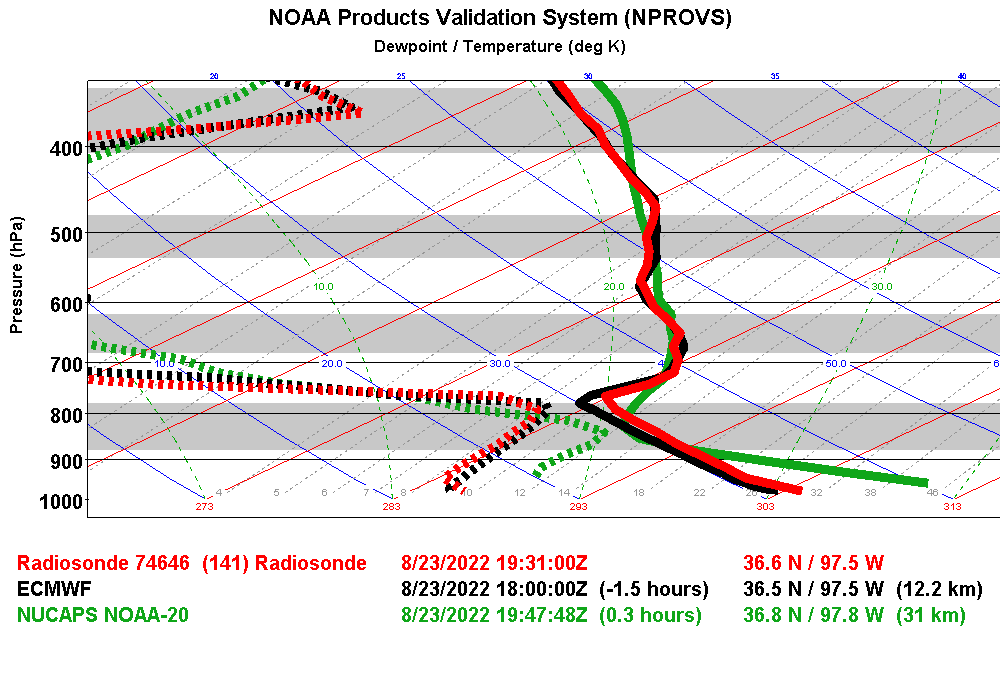 NOAA Products Validation System (NPROVS)
Dewpoint / Temperature (deg K)
20 25 30 35 40
400
500
Pressure (hPa)
10.0 20.0 30.0
600
700 10.0 20.0 30.0 50.0
800
900
1000 4 5 6 7 8 10 12 14 18 22 32 38 46
273 283 293 303 313
Radiosonde 74646 (141) Radiosonde 8/23/2022 19:31:00Z 36.6 N / 97.5 W
ECMWF 8/23/2022 18:00:00Z (-1.5 hours) 36.5 N / 97.5 W (12.2 km)
NUCAPS NOAA-20 8/23/2022 19:47:48Z (0.3 hours) 36.8 N / 97.8 W (31 km)